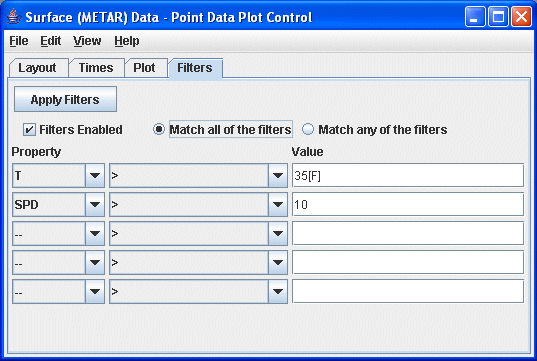 Surface (METAR) Data - Point Data Plot Control
File Edit View Help
Layout Times Plot Filters
Apply Filters
Filters Enabled Match all of the filters Match any of the filters
Property Value
T > 35[F]
SPD > 10
-- >
-- >
-- >